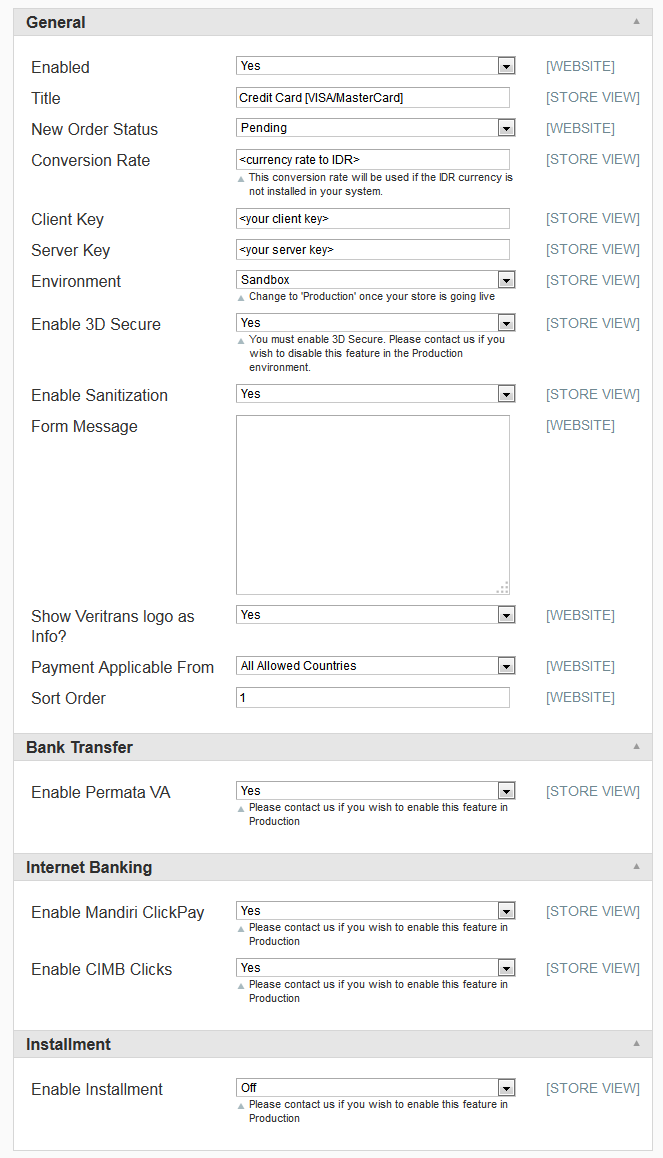 General
Enabled Yes [WEBSITE]
Title Credit Card [VISA/MasterCard] [STORE VIEW]
New Order Status Pending [WEBSITE]
Conversion Rate <currency rate to IDR> [STORE VIEW]
This conversion rate will be used if the IDR currency is
not installed in your system.
Client Key <your client key> [STORE VIEW]
Server Key <your server key> [STORE VIEW]
Environment Sandbox [STORE VIEW]
Change to 'Production' once your store is going live
Enable 3D Secure Yes [STORE VIEW]
You must enable 3D Secure. Please contact us if you
wish to disable this feature in the Production
environment.
Enable Sanitization Yes [STORE VIEW]
Form Message [WEBSITE]
Show Veritrans logo as Yes [WEBSITE]
Info?
Payment Applicable From All Allowed Countries [WEBSITE]
Sort Order 1 [WEBSITE]
Bank Transfer
Enable Permata VA Yes [STORE VIEW]
Please contact us if you wish to enable this feature in
Production
Internet Banking
Enable Mandiri ClickPay Yes [STORE VIEW]
Please contact us if you wish to enable this feature in
Production
Enable CIMB Clicks Yes [STORE VIEW]
Please contact us if you wish to enable this feature in
Production
Installment
Enable Installment Off [STORE VIEW]
Please contact us if you wish to enable this feature in
Production